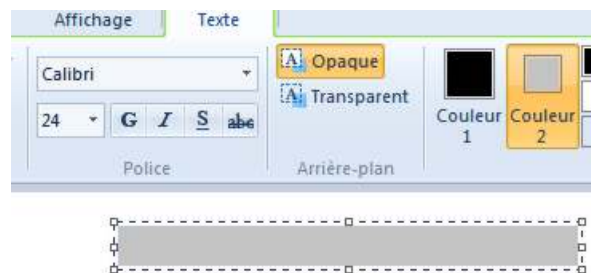 Affichage Texte
Calibri
24 G I S abc
Police
Opaque
Transparent
Arrière-plan
Couleur 1
Couleur 2